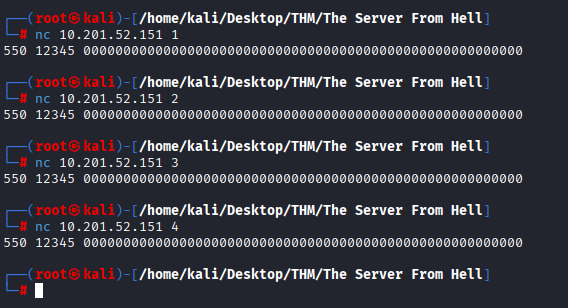 ┌──(root㉿kali)-[/home/kali/Desktop/THM/The Server From Hell]
└─# nc 10.201.52.151 1
550 12345 0000000000000000000000000000000000000000000000000000000
┌──(root㉿kali)-[/home/kali/Desktop/THM/The Server From Hell]
└─# nc 10.201.52.151 2
550 12345 0000000000000000000000000000000000000000000000000000000
┌──(root㉿kali)-[/home/kali/Desktop/THM/The Server From Hell]
└─# nc 10.201.52.151 3
550 12345 0000000000000000000000000000000000000000000000000000000
┌──(root㉿kali)-[/home/kali/Desktop/THM/The Server From Hell]
└─# nc 10.201.52.151 4
550 12345 0000000000000000000000000000000000000000000000000000000
┌──(root㉿kali)-[/home/kali/Desktop/THM/The Server From Hell]
└─#